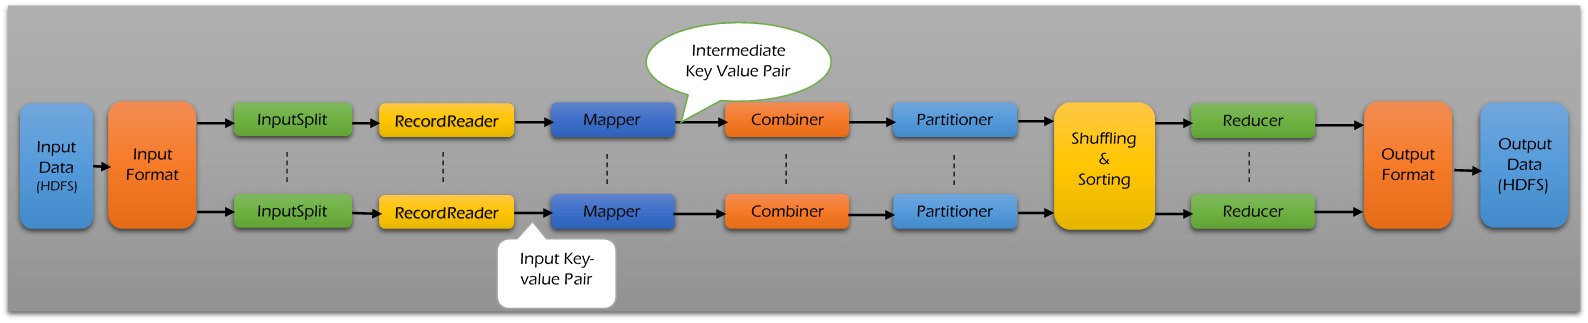 Intermediate
Key Value Pair
Input
Data
(HDFS)
Input
Format
InputSplit
RecordReader
Mapper
Combiner
Partitioner
Shuffling
&
Sorting
Reducer
Output
Format
Output
Data
(HDFS)
InputSplit
RecordReader
Mapper
Combiner
Partitioner
Reducer
Input Key-
value Pair